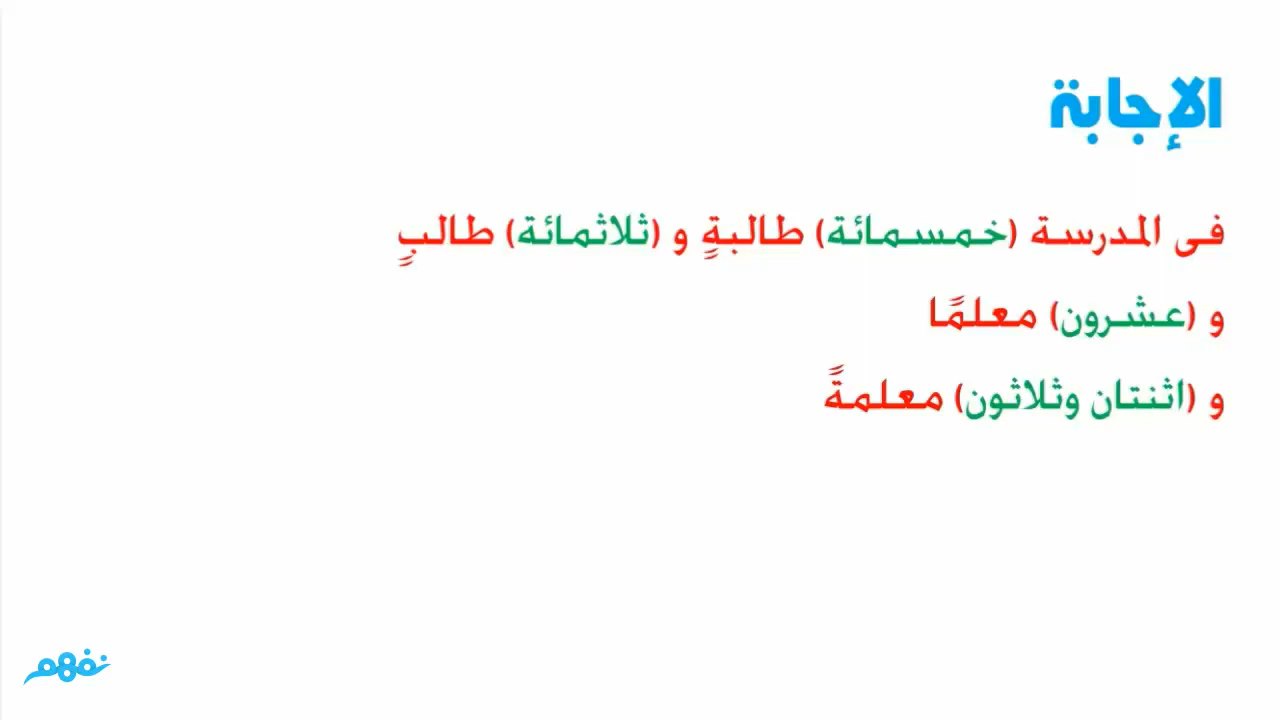 الإجابة
فى المدرسة (خمسمائة) طالبةٍ و (ثلاثمائة) طالبٍ
و (عشرون) معلمًا
و (اثنتان وثلاثون) معلمةً
نفهم